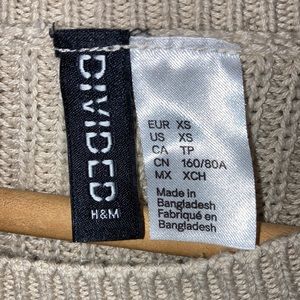 DIVIDED
H&M
EUR XS
US XS
CA TP
CN 160/80A
MX XCH
Made in
Bangladesh
Fabriqué en
Bangladesh